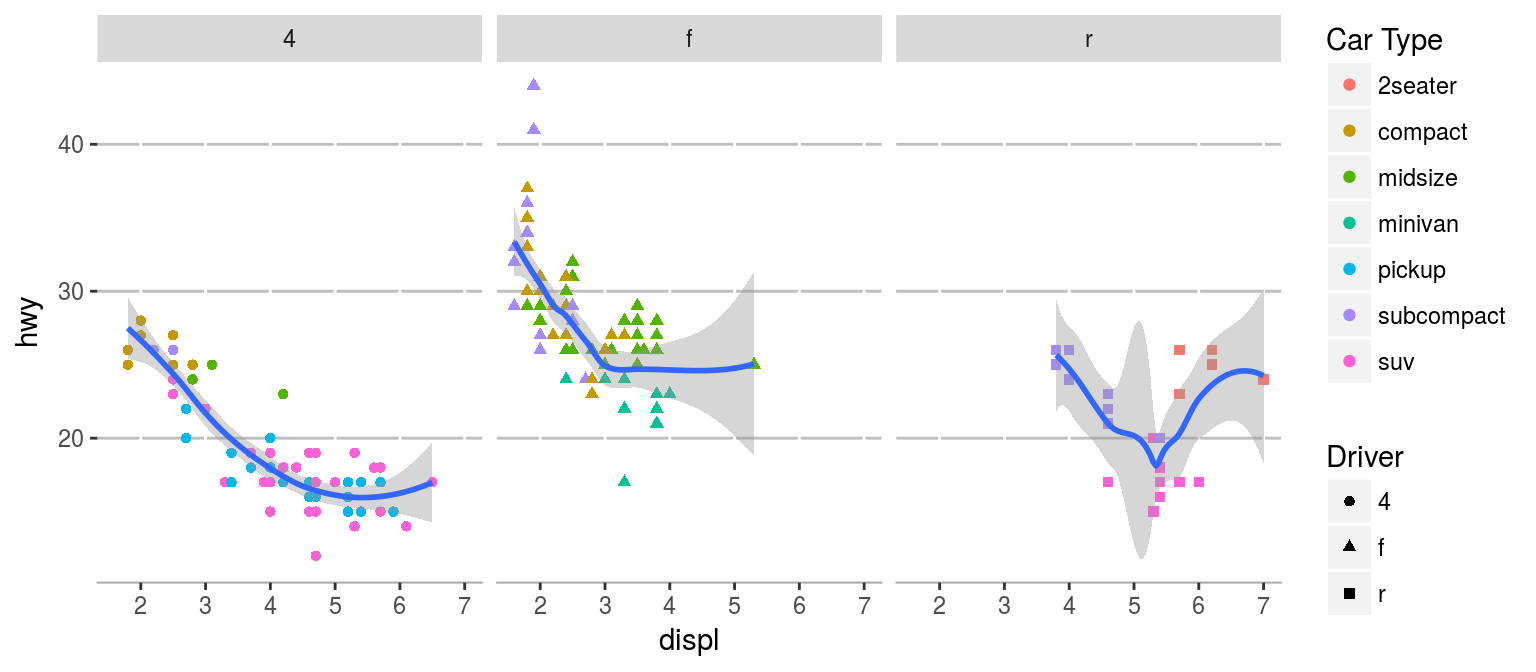 4 f r
Car Type
2seater
compact
midsize
minivan
pickup
subcompact
suv
Driver
4
f
r
hwy
40
30
20
2 3 4 5 6 7 2 3 4 5 6 7 2 3 4 5 6 7
displ